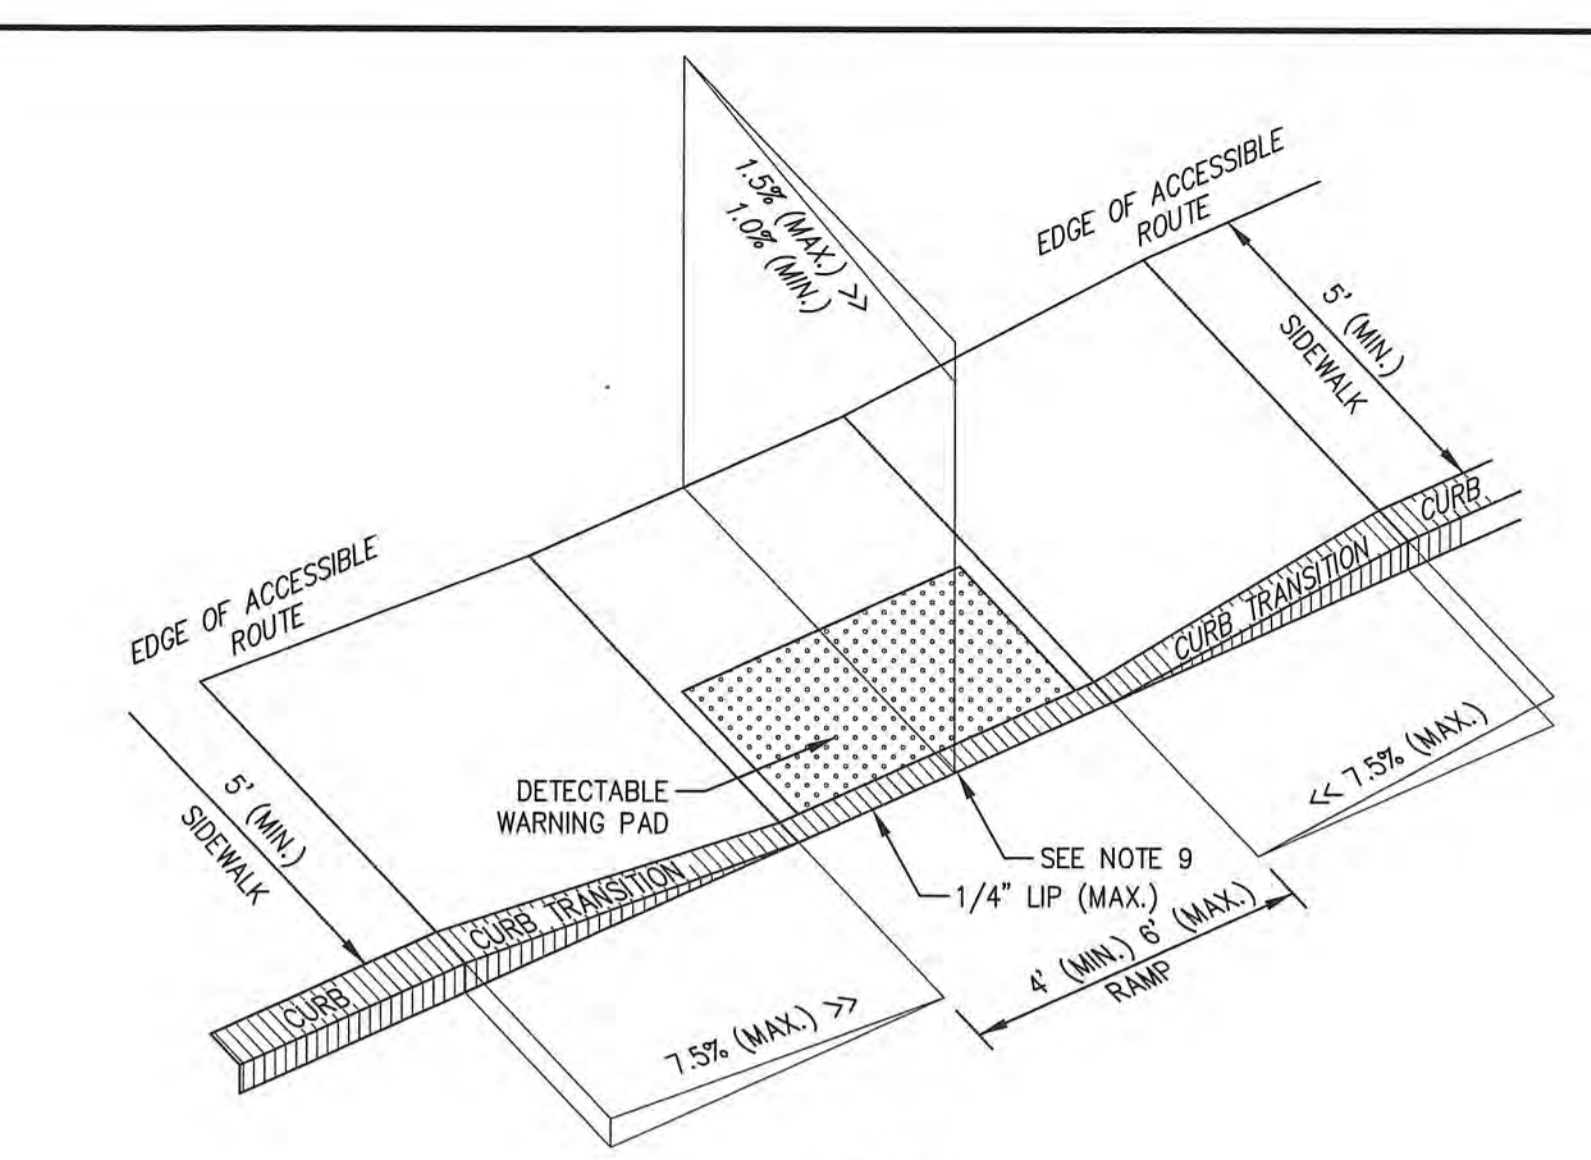 1.5% (MAX.) >>
1.0% (MIN.)
EDGE OF ACCESSIBLE
ROUTE
5' (MIN.)
SIDEWALK
CURB
CURB TRANSITION
EDGE OF ACCESSIBLE
ROUTE
5' (MIN.)
SIDEWALK
DETECTABLE
WARNING PAD
<< 7.5% (MAX.)
SEE NOTE 9
1/4" LIP (MAX.)
4' (MIN.) 6' (MAX.)
RAMP
CURB TRANSITION
CURB
7.5% (MAX.) >>